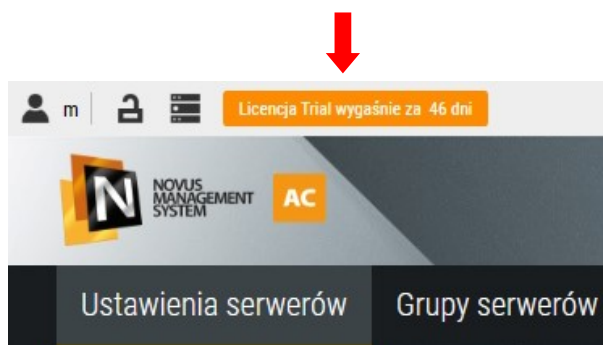 m
Licencja Trial wygaśnie za 46 dni
N
NOVUS
MANAGEMENT
SYSTEM
AC
Ustawienia serwerów
Grupy serwerów